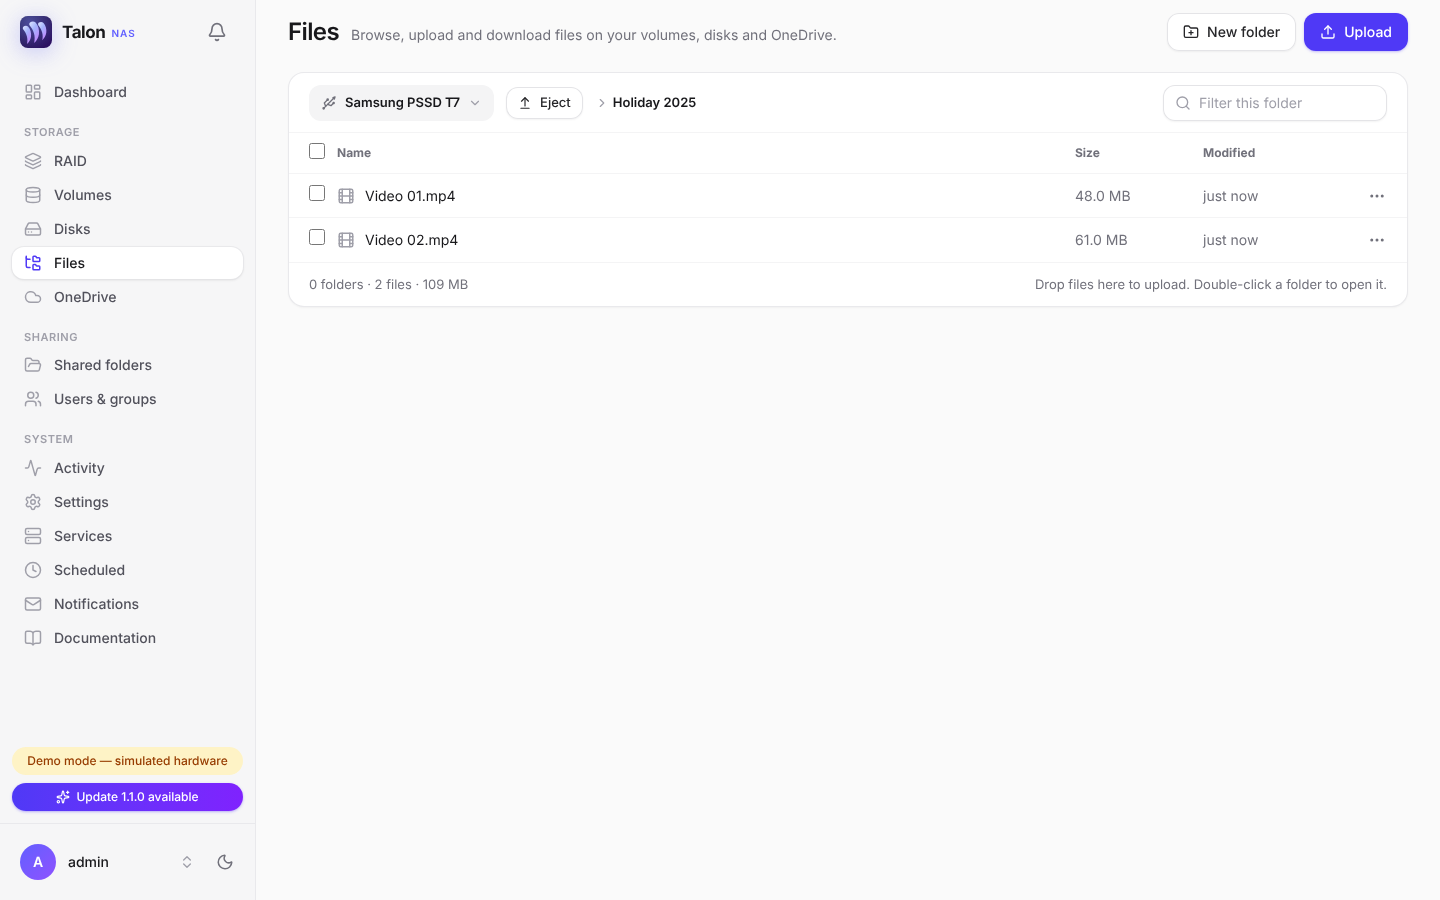 Talon NAS
Dashboard
STORAGE
RAID
Volumes
Disks
Files
OneDrive
SHARING
Shared folders
Users & groups
SYSTEM
Activity
Settings
Services
Scheduled
Notifications
Documentation
Demo mode — simulated hardware
Update 1.1.0 available
A admin
Files Browse, upload and download files on your volumes, disks and OneDrive.
New folder Upload
Samsung PSSD T7 Eject Holiday 2025 Filter this folder
Name Size Modified
Video 01.mp4 48.0 MB just now
Video 02.mp4 61.0 MB just now
0 folders · 2 files · 109 MB Drop files here to upload. Double-click a folder to open it.